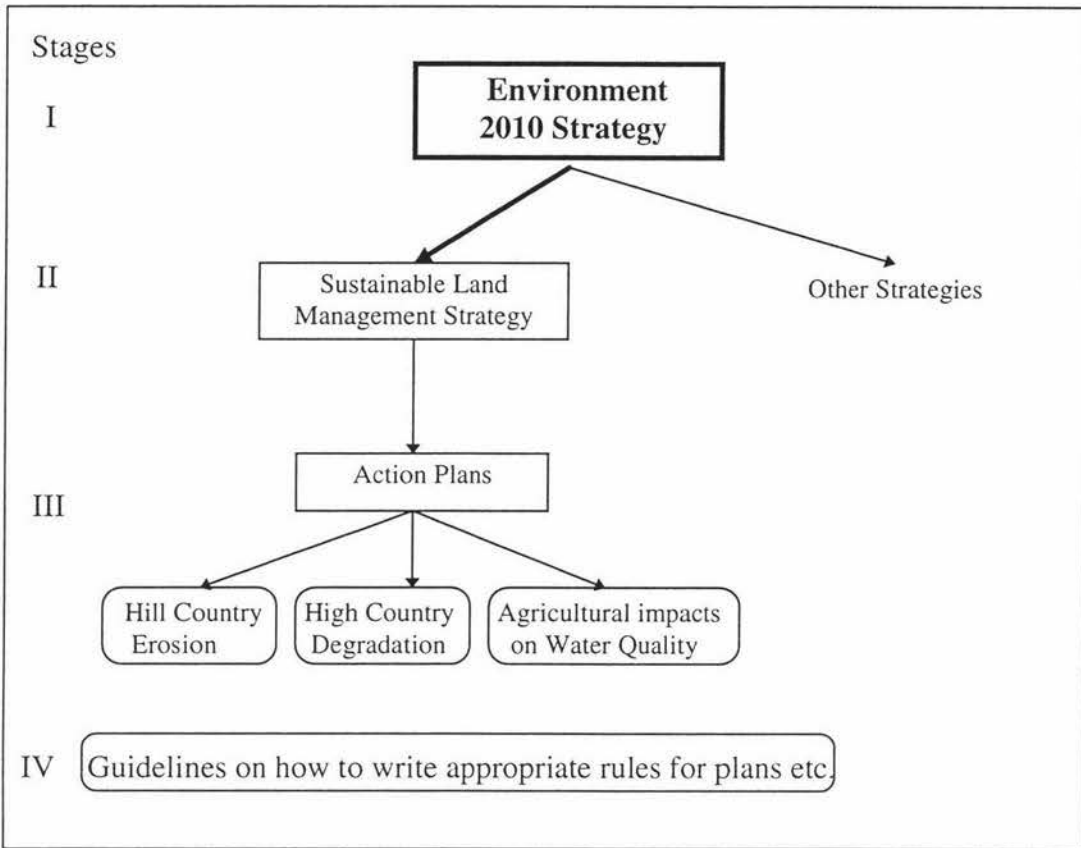 Stages
I
Environment
2010 Strategy
II
Sustainable Land
Management Strategy
Other Strategies
Action Plans
III
Hill Country
Erosion
High Country
Degradation
Agricultural impacts
on Water Quality
IV
Guidelines on how to write appropriate rules for plans etc.